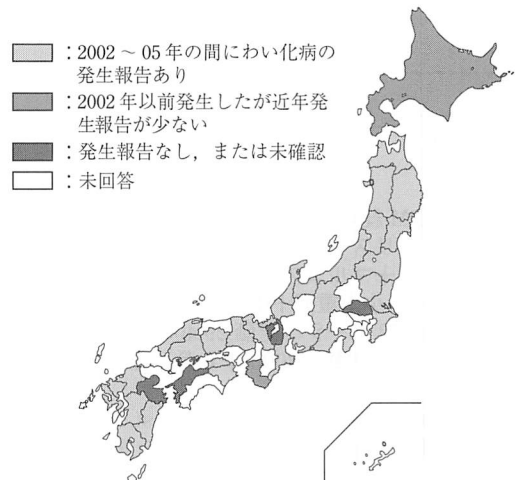 ：2002～05年の間にわい化病の
発生報告あり
：2002年以前発生したが近年発
生報告が少ない
：発生報告なし，または未確認
：未回答